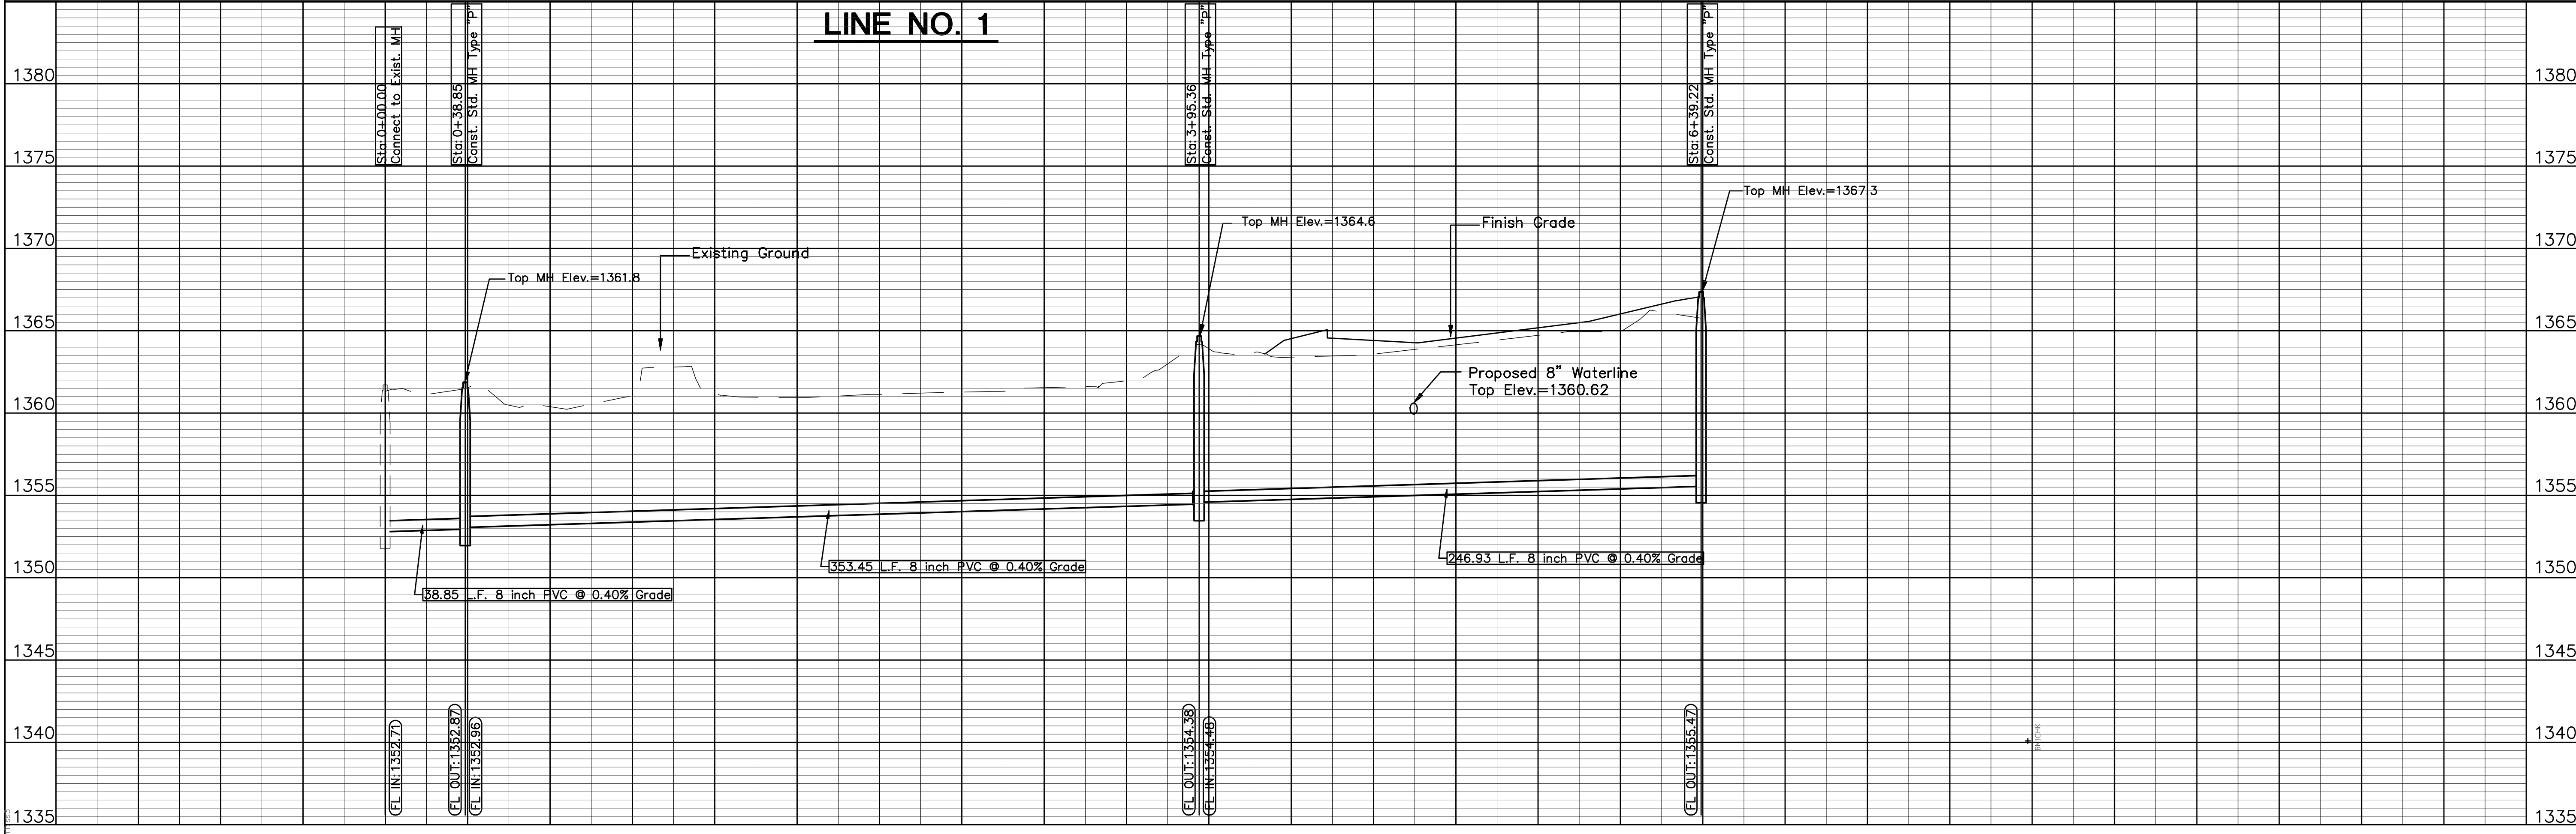 LINE NO. 1
Sta: 0+00.00
Connect to Exist. MH
Sta: 0+38.85
Const. Std. MH Type "P"
Sta: 3+95.36
Const. Std. MH Type "P"
Sta: 6+39.22
Const. Std. MH Type "P"
1380
1380
1375
1375
Top MH Elev.=1367.3
Top MH Elev.=1364.6
Finish Grade
1370
1370
Existing Ground
Top MH Elev.=1361.8
1365
1365
Proposed 8" Waterline
Top Elev.=1360.62
1360
1360
1355
1355
246.93 L.F. 8 inch PVC @ 0.40% Grade
353.45 L.F. 8 inch PVC @ 0.40% Grade
1350
1350
38.85 L.F. 8 inch PVC @ 0.40% Grade
1345
1345
1340
1340
FL IN:1352.71
FL OUT:1352.87
FL IN:1352.96
FL OUT:1354.38
FL IN:1354.48
FL OUT:1355.47
BM1CHK
1335
1335